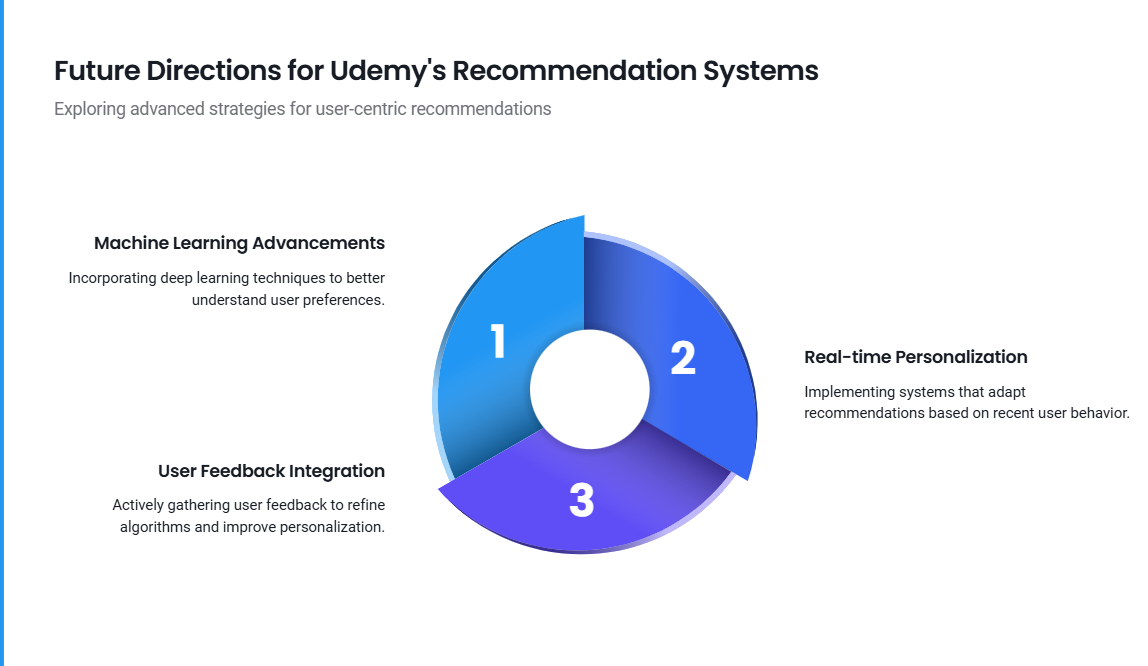 Future Directions for Udemy's Recommendation Systems
Exploring advanced strategies for user-centric recommendations
Machine Learning Advancements
Incorporating deep learning techniques to better
understand user preferences.
1
2
Real-time Personalization
Implementing systems that adapt
recommendations based on recent user behavior.
User Feedback Integration
Actively gathering user feedback to refine
algorithms and improve personalization.
3